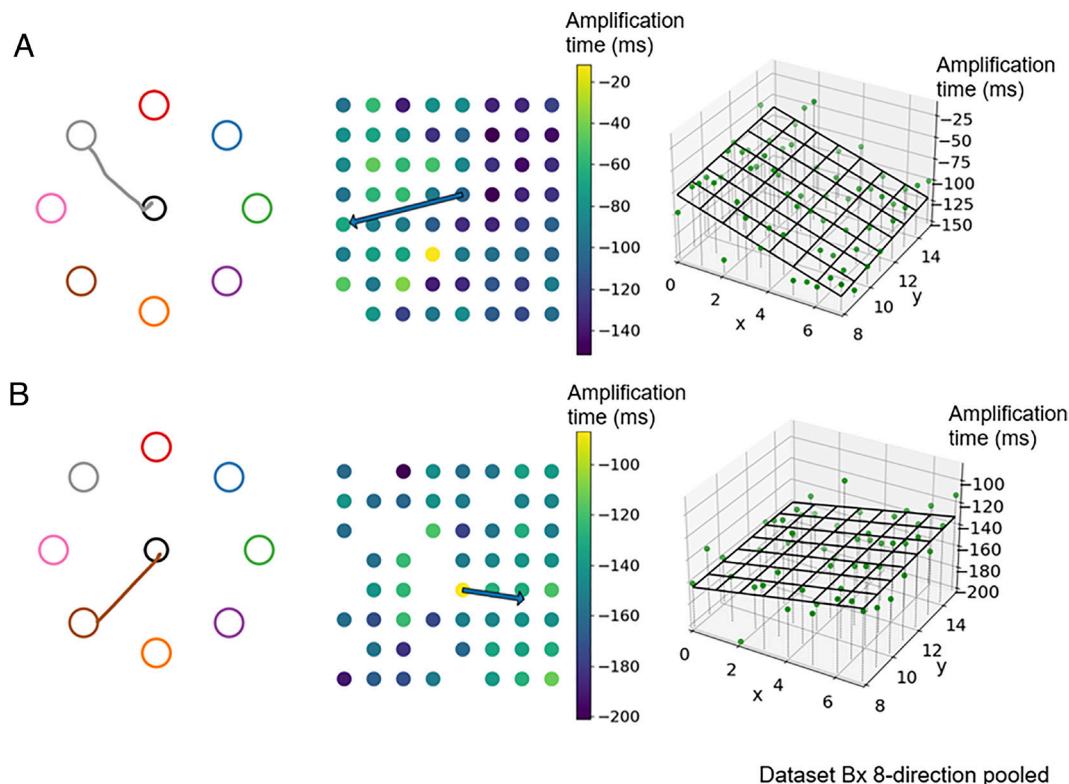 A
Amplification
time (ms)
−20
−40
−60
−80
−100
−120
−140
Amplification
time (ms)
−25
−50
−75
−100
−125
−150
0
2
4
6
x
8
10
12
14
y
B
Amplification
time (ms)
−100
−120
−140
−160
−180
−200
Amplification
time (ms)
−100
−120
−140
−160
−180
−200
0
2
4
6
x
8
10
12
14
y
Dataset Bx 8-direction pooled